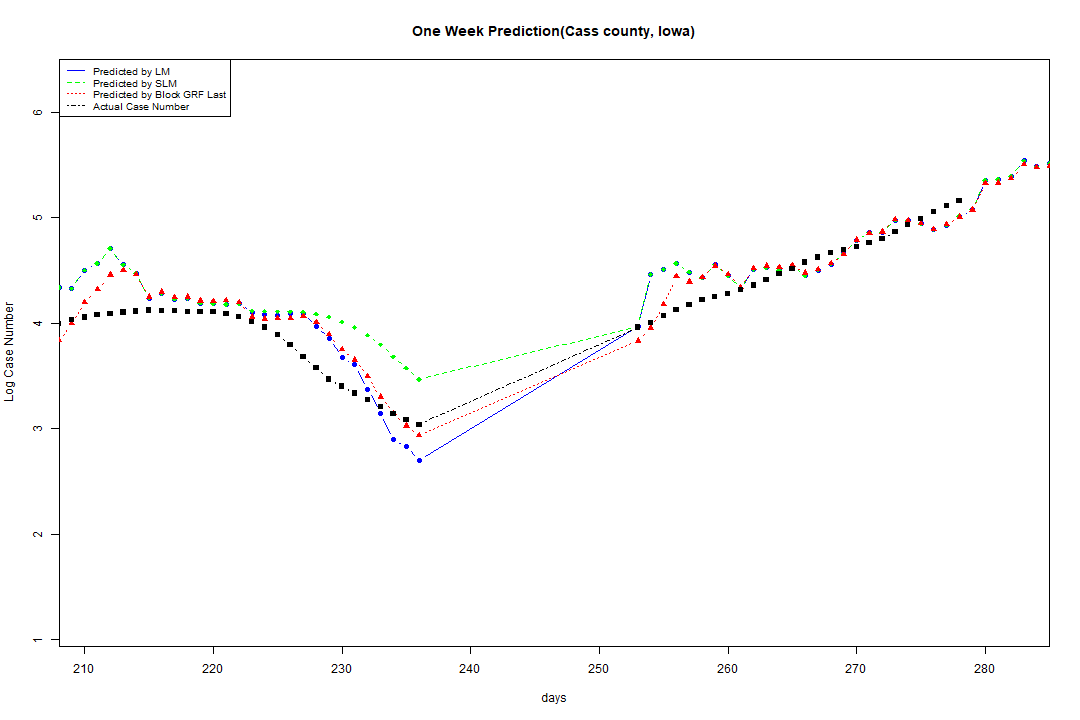 One Week Prediction(Cass county, Iowa)
Predicted by LM
Predicted by SLM
Predicted by Block GRF Last
Actual Case Number
6
5
4
3
2
1
Log Case Number
210 220 230 240 250 260 270 280
days